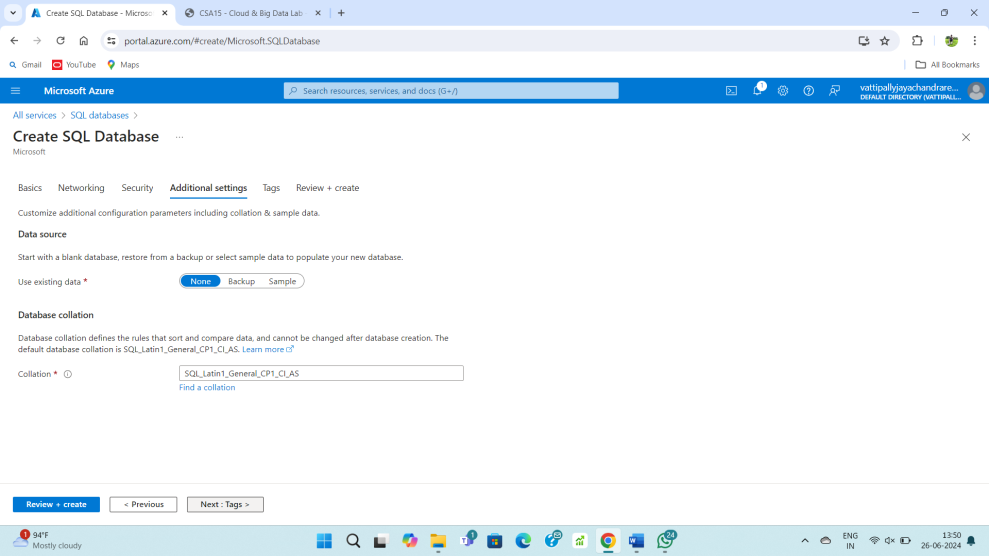 Create SQL Database - Microso
CSA15 - Cloud & Big Data Lab
portal.azure.com/#create/Microsoft.SQLDatabase
Gmail YouTube Maps All Bookmarks
Microsoft Azure
Search resources, services, and docs (G+/)
1
vattipallyjayachandrare...
DEFAULT DIRECTORY (VATTIPALL...
All services > SQL databases >
Create SQL Database ...
Microsoft
Basics Networking Security Additional settings Tags Review + create
Customize additional configuration parameters including collation & sample data.
Data source
Start with a blank database, restore from a backup or select sample data to populate your new database.
Use existing data * None Backup Sample
Database collation
Database collation defines the rules that sort and compare data, and cannot be changed after database creation. The
default database collation is SQL_Latin1_General_CP1_CI_AS. Learn more
Collation * SQL_Latin1_General_CP1_CI_AS
Find a collation
Review + create < Previous Next : Tags >
1
94°F
Mostly cloudy
1
24
ENG
IN
13:50
26-06-2024